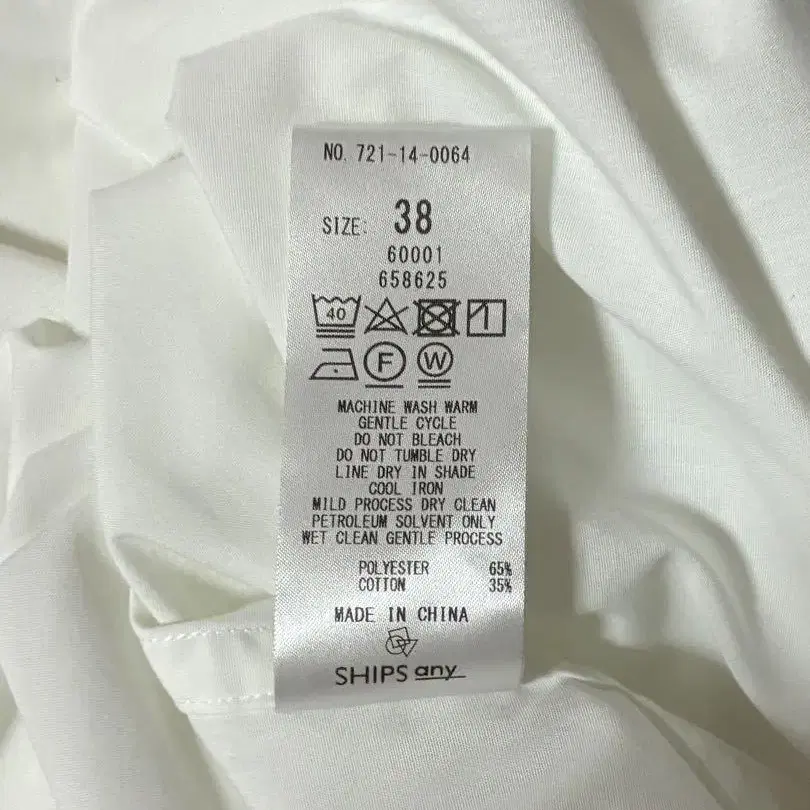 NO. 721-14-0064
SIZE: 38
60001
658625
40
F W
MACHINE WASH WARM
GENTLE CYCLE
DO NOT BLEACH
DO NOT TUMBLE DRY
LINE DRY IN SHADE
COOL IRON
MILD PROCESS DRY CLEAN
PETROLEUM SOLVENT ONLY
WET CLEAN GENTLE PROCESS
POLYESTER 65%
COTTON 35%
MADE IN CHINA
SHIPS any